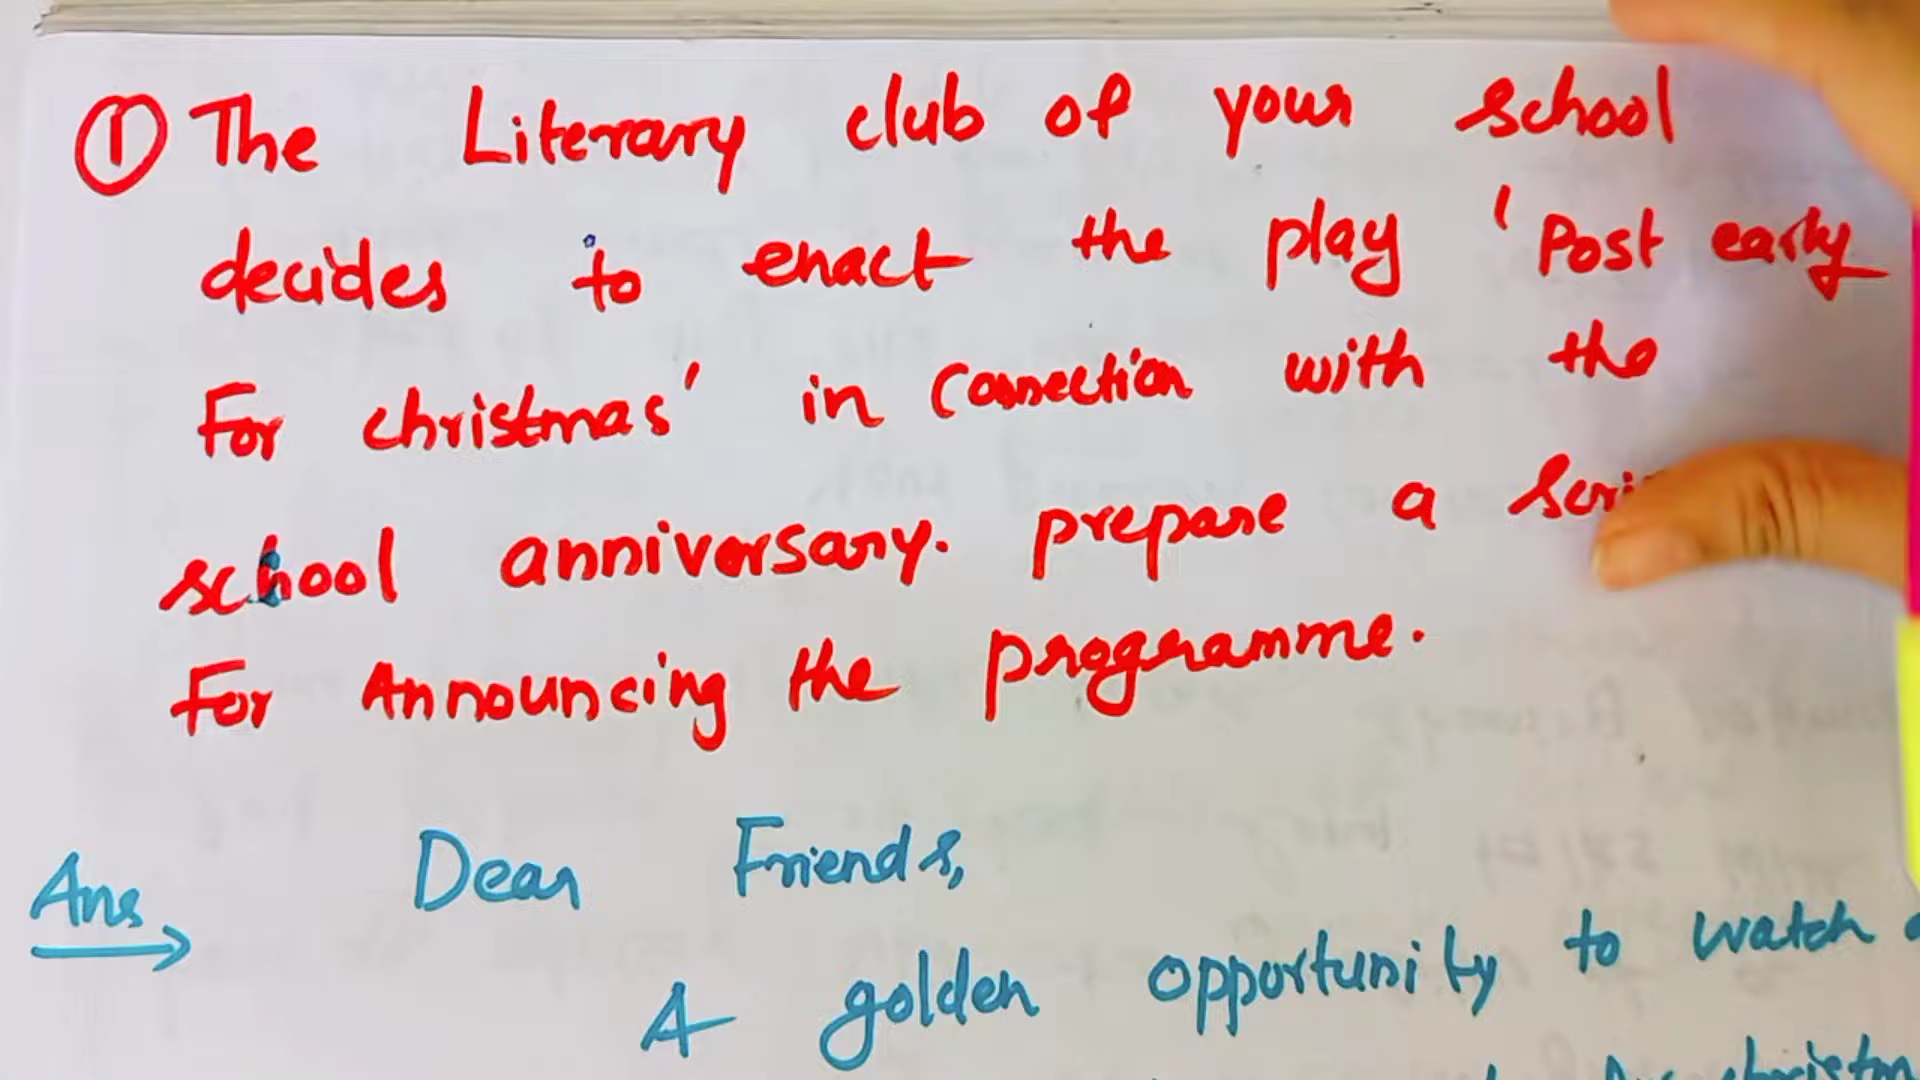 ① The Literary club of your school
decides to enact the play 'Post early
For christmas' in connection with the
school anniversary. prepare a
For Announcing the programme.
Ans Dear Friends,
A golden opportunity to watch